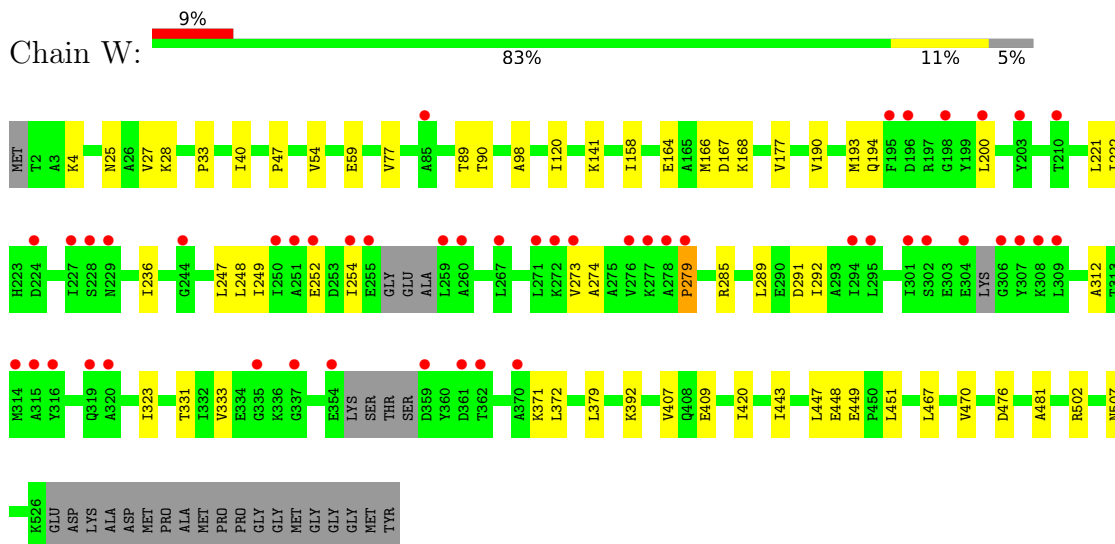 9%
Chain W:
83% 11% 5%
MET T2 A3 K4 N25 A26 V27 K28 P33 I40 P47 V54 E59 V77 A85 T89 T90 A98 I120 K141 I158 E164 A165 M166 D167 K168 V177 V190 M193 Q194 F195 D196 R197 G198 Y199 L200 Y203 T210 L221 I222
H223 D224 I227 S228 N229 I236 G244 L247 L248 I249 I250 A251 E252 D253 I254 E255 GLY GLU ALA L259 A260 L267 L271 K272 V273 A274 A275 V276 K277 A278 P279 R285 L289 E290 D291 I292 A293 I294 L295 I301 S302 E303 E304 LYS G306 Y307 K308 L309 A312 T313
M314 A315 Y316 Q319 A320 I323 T331 I332 V333 E334 G335 K336 G337 E354 LYS SER THR SER D359 Y360 D361 T362 A370 K371 L372 L379 K392 V407 Q408 E409 I420 I443 L447 E448 E449 P450 L451 L467 V470 D476 A481 R502 N507
K526 GLU ASP LYS ALA ASP MET PRO ALA MET PRO PRO GLY GLY MET GLY GLY GLY MET TYR